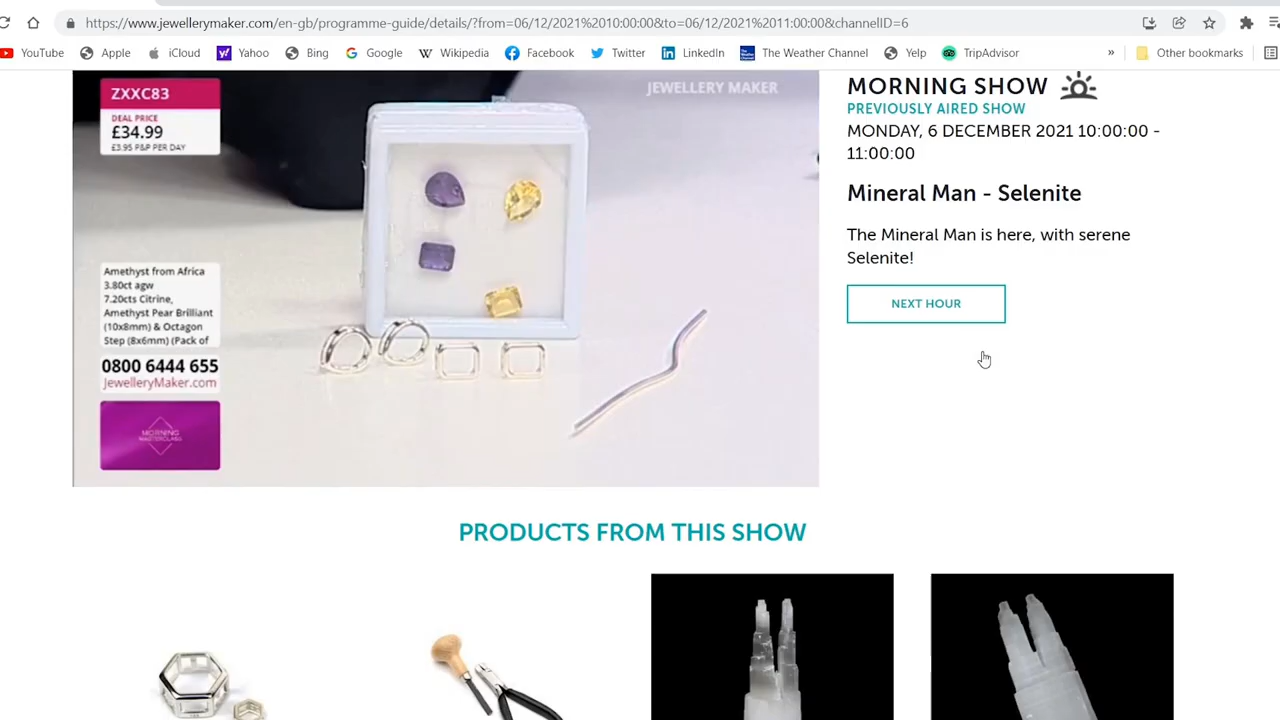 https://www.jewellerymaker.com/en-gb/programme-guide/details/?from=06/12/2021%2010:00:00&to=06/12/2021%2011:00:00&channelID=6
YouTube Apple iCloud Yahoo Bing Google Wikipedia Facebook Twitter LinkedIn The Weather Channel Yelp TripAdvisor » Other bookmarks
ZXXC83
DEAL PRICE
£34.99
£3.95 P&P PER DAY
JEWELLERY MAKER
Amethyst from Africa
3.80ct agw
7.20cts Citrine,
Amethyst Pear Brilliant
(10x8mm) & Octagon
Step (8x6mm) (Pack of
0800 6444 655
JewelleryMaker.com
MORNING
MASTERCLASS
MORNING SHOW
PREVIOUSLY AIRED SHOW
MONDAY, 6 DECEMBER 2021 10:00:00 -
11:00:00
Mineral Man - Selenite
The Mineral Man is here, with serene
Selenite!
NEXT HOUR
PRODUCTS FROM THIS SHOW